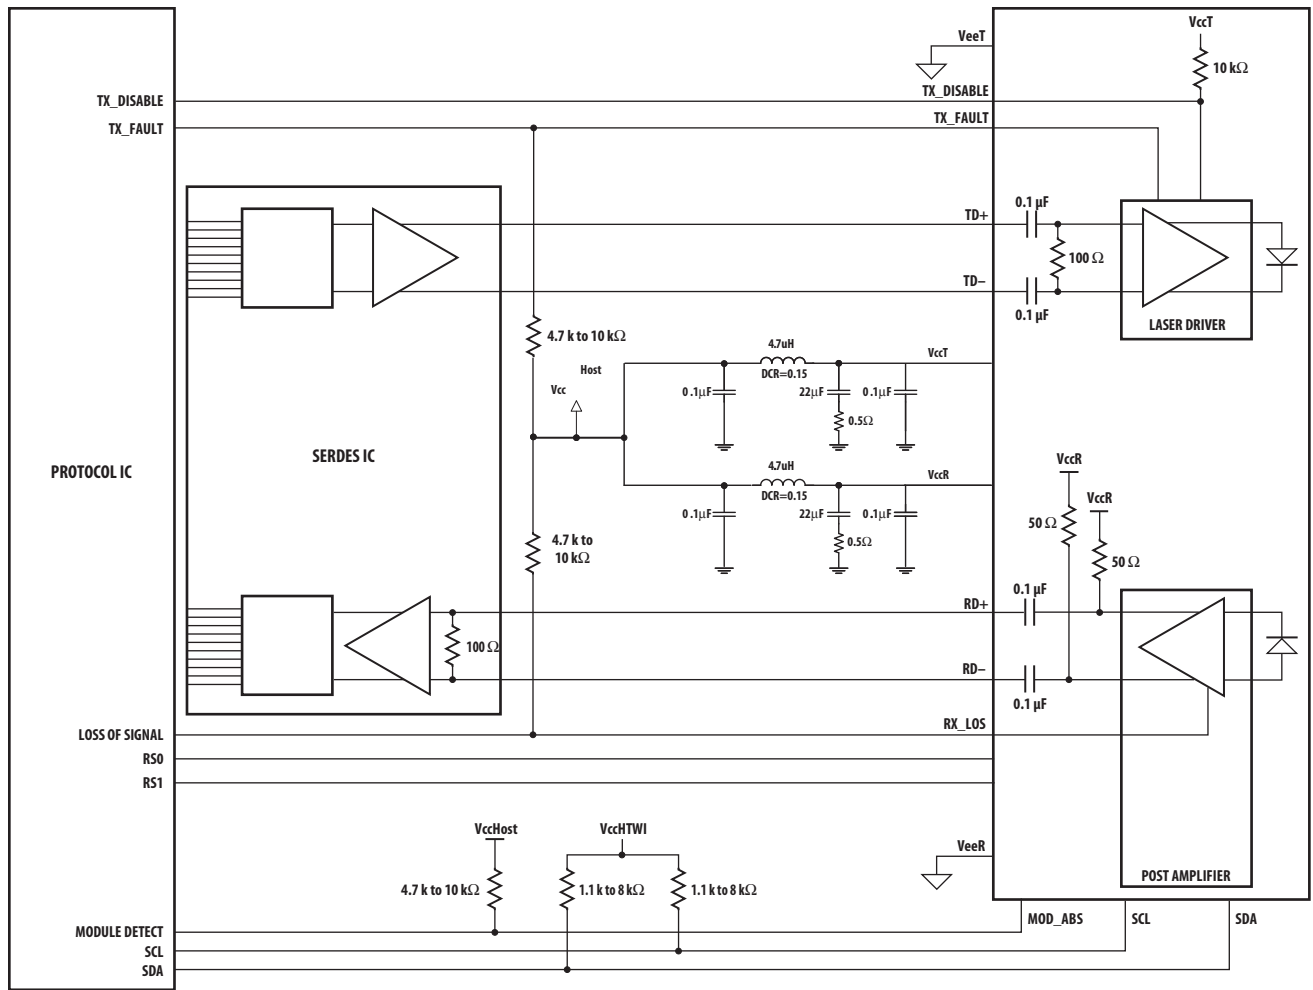 VccT
VeeT
10 kΩ
TX_DISABLE
TX_DISABLE
TX_FAULT
TX_FAULT
0.1 µF
TD+
100 Ω
TD–
0.1 µF
LASER DRIVER
4.7 k to 10 kΩ
4.7uH
VccT
DCR=0.15
Host
Vcc
0.1µF
22µF
0.1µF
0.5Ω
PROTOCOL IC
SERDES IC
4.7uH
VccR
VccR
DCR=0.15
VccR
0.1µF
22µF
0.1µF
50 Ω
4.7 k to
10 kΩ
0.5Ω
50 Ω
0.1 µF
RD+
100 Ω
RD–
0.1 µF
LOSS OF SIGNAL
RX_LOS
RS0
RS1
VccHost
VccHTWI
VeeR
4.7 k to 10 kΩ
1.1 k to 8 kΩ
1.1 k to 8 kΩ
POST AMPLIFIER
MOD_ABS
SCL
SDA
MODULE DETECT
SCL
SDA